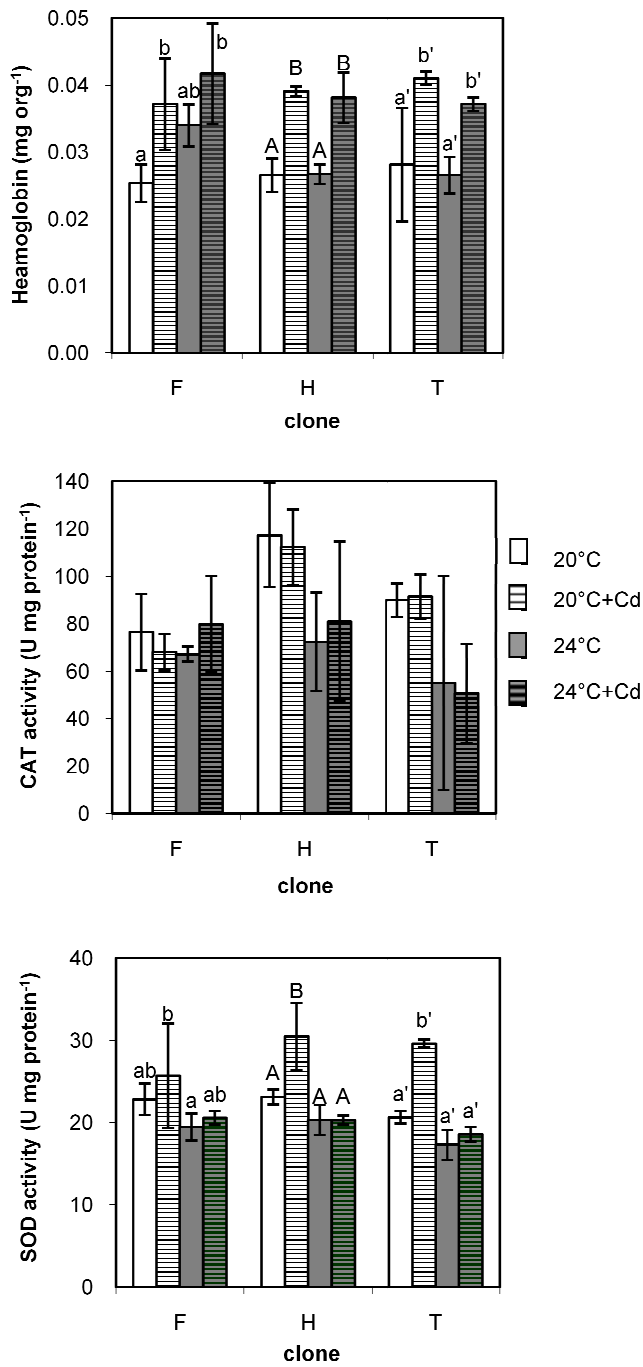 Heamoglobin (mg org-1)
0.05
0.04
0.03
0.02
0.01
0.00
a
b
ab
b
A
B
A
B
a'
b'
a'
b'
F
H
T
clone
CAT activity (U mg protein-1)
140
120
100
80
60
40
20
0
F
H
T
clone
20°C
20°C+Cd
24°C
24°C+Cd
SOD activity (U mg protein-1)
40
30
20
10
0
ab
b
a
ab
A
B
A
A
a'
b'
a'
a'
F
H
T
clone